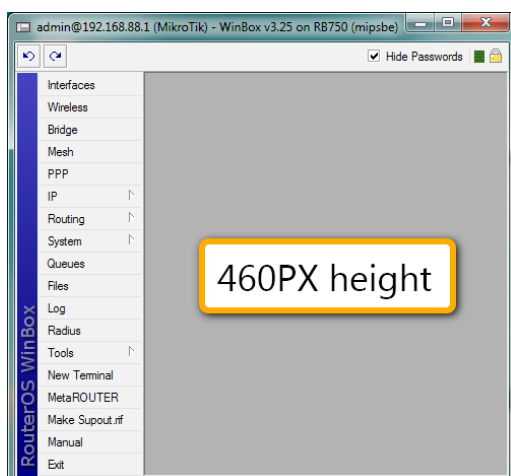 admin@192.168.88.1 (MikroTik) - WinBox v3.25 on RB750 (mipsbe)
Hide Passwords
Interfaces
Wireless
Bridge
Mesh
PPP
IP
Routing
System
Queues
Files
Log
Radius
Tools
New Terminal
MetaROUTER
Make Supout.rif
Manual
Exit
RouterOS WinBox
460PX height